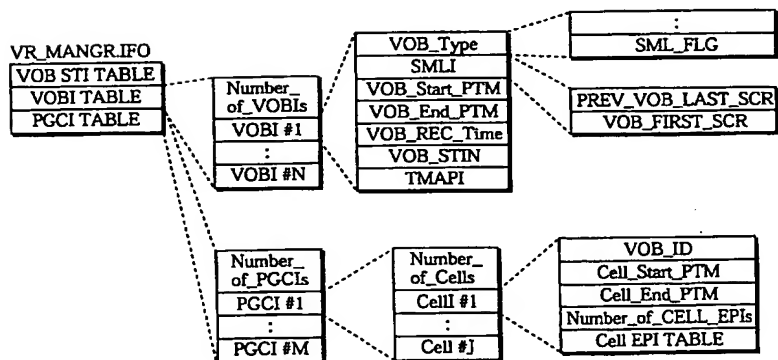 VR_MANGR.IFO
VOB STI TABLE
VOBI TABLE
PGCI TABLE
Number_
of_VOBIs
VOBI #1
:
VOBI #N
VOB_Type
SMLI
VOB_Start_PTM
VOB_End_PTM
VOB_REC_Time
VOB_STIN
TMAPI
:
SML_FLG
PREV_VOB_LAST_SCR
VOB_FIRST_SCR
Number_
of_PGCIs
PGCI #1
:
PGCI #M
Number_
of_Cells
CellI #1
:
Cell #J
VOB_ID
Cell_Start_PTM
Cell_End_PTM
Number_of_CELL_EPIs
Cell EPI TABLE